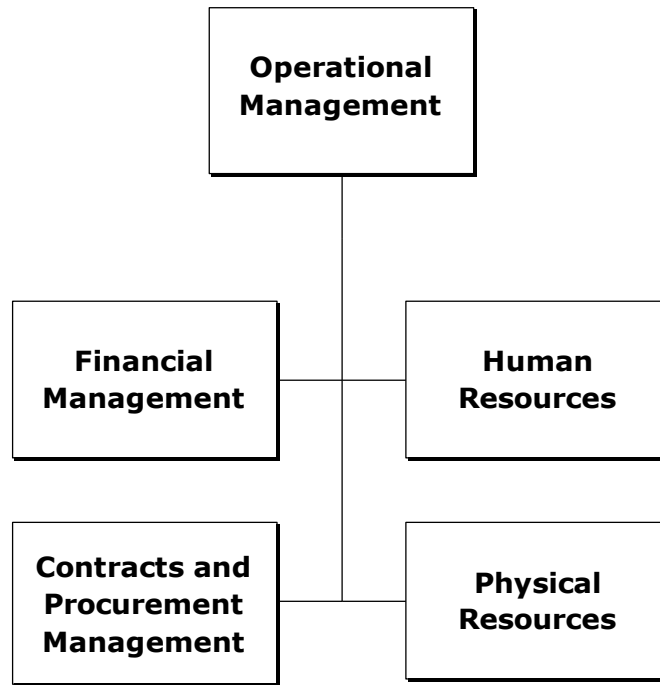 Operational
Management
Financial
Management
Human
Resources
Contracts and
Procurement
Management
Physical
Resources